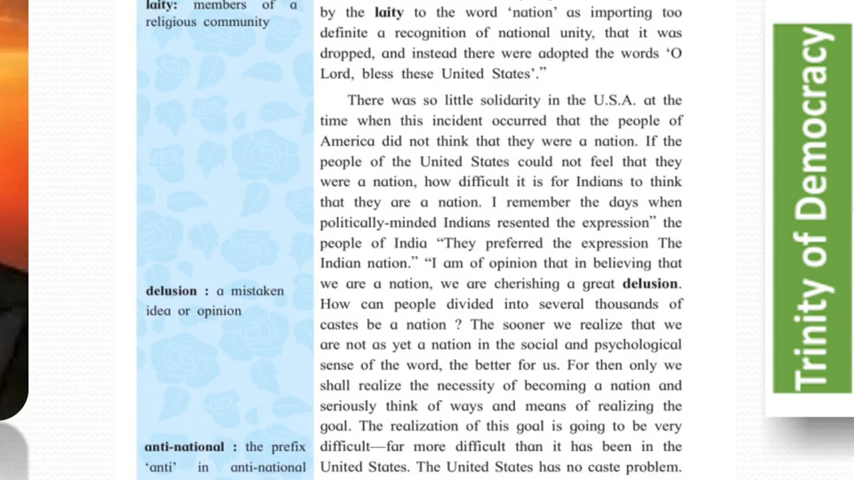 laity: members of a
religious community
delusion : a mistaken
idea or opinion
anti-national : the prefix
'anti' in anti-national
by the laity to the word 'nation' as importing too
definite a recognition of national unity, that it was
dropped, and instead there were adopted the words 'O
Lord, bless these United States'."
There was so little solidarity in the U.S.A. at the
time when this incident occurred that the people of
America did not think that they were a nation. If the
people of the United States could not feel that they
were a nation, how difficult it is for Indians to think
that they are a nation. I remember the days when
politically-minded Indians resented the expression" the
people of India "They preferred the expression The
Indian nation." "I am of opinion that in believing that
we are a nation, we are cherishing a great delusion.
How can people divided into several thousands of
castes be a nation ? The sooner we realize that we
are not as yet a nation in the social and psychological
sense of the word, the better for us. For then only we
shall realize the necessity of becoming a nation and
seriously think of ways and means of realizing the
goal. The realization of this goal is going to be very
difficult—far more difficult than it has been in the
United States. The United States has no caste problem.
Trinity of Democracy